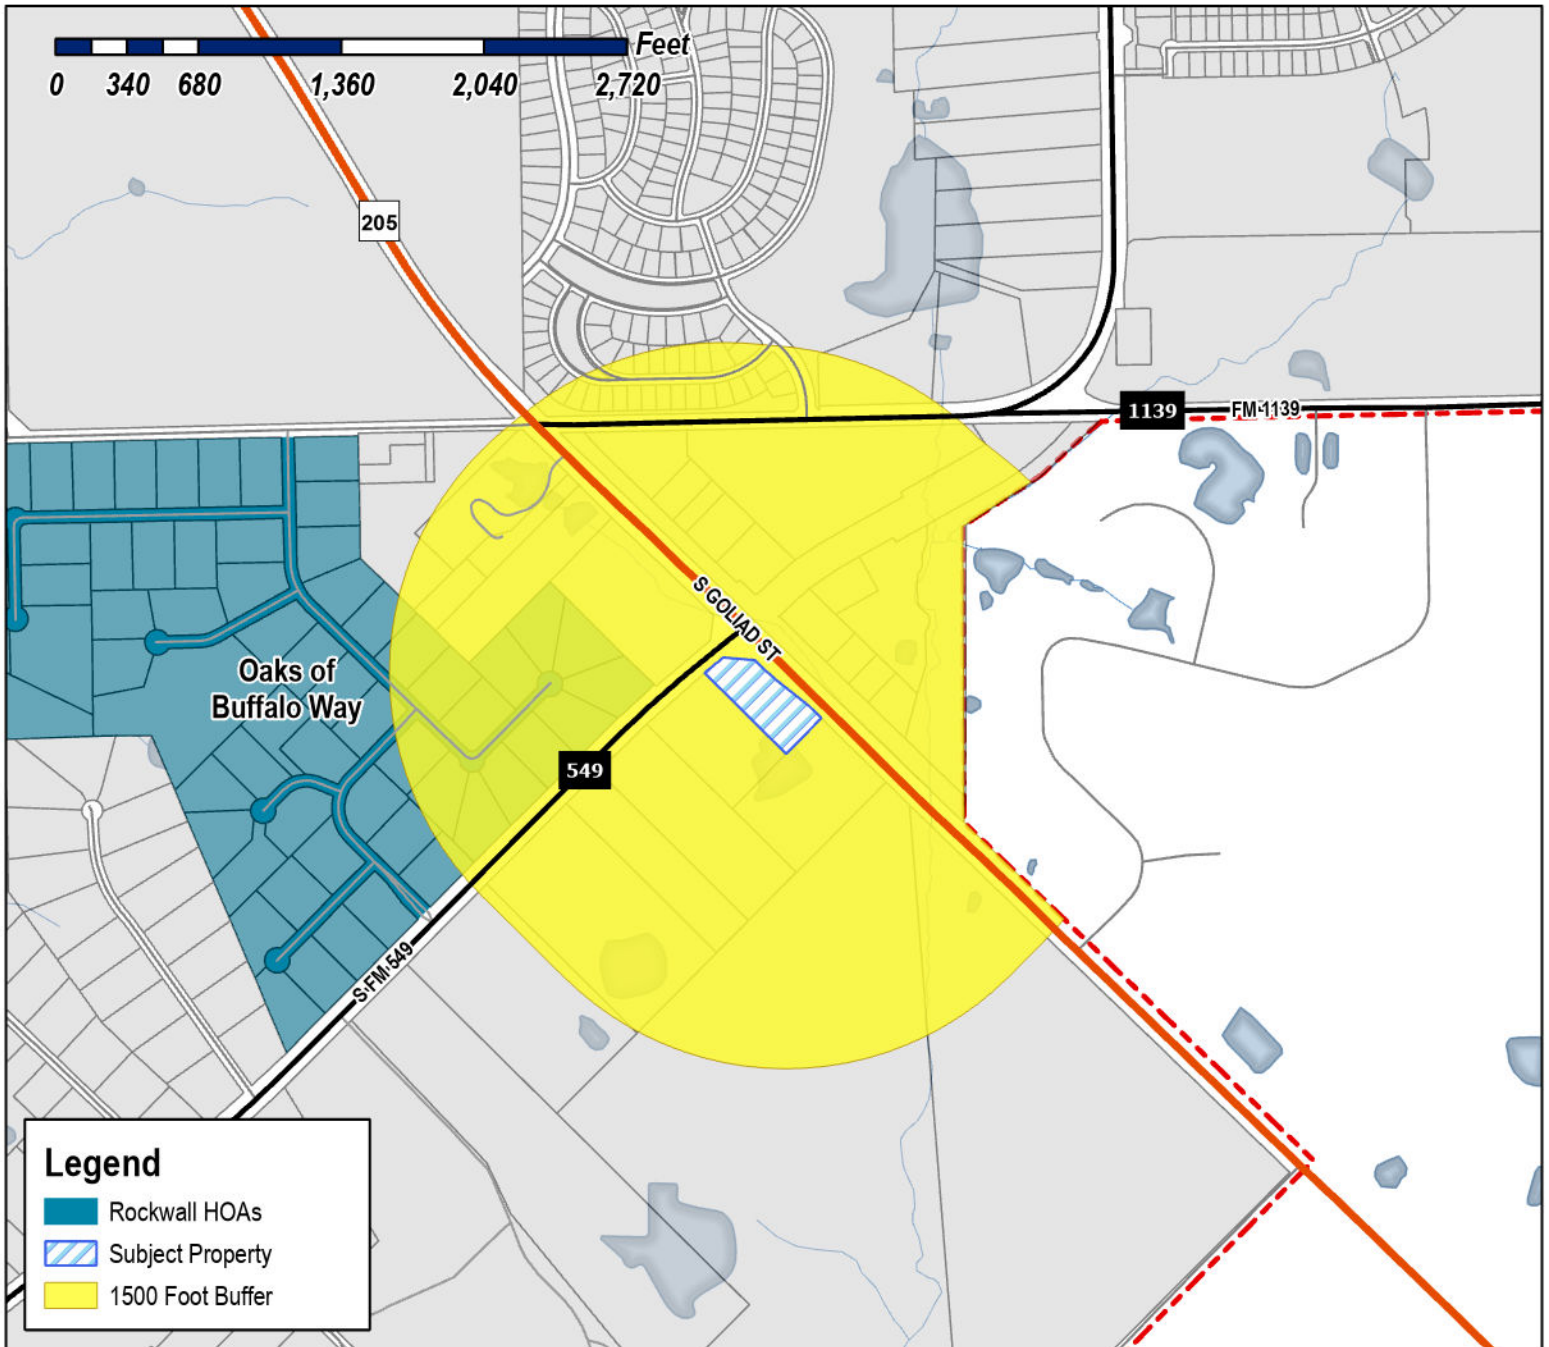 Feet
0 340 680 1,360 2,040 2,720
205
1139
FM-1139
S GOLIAD ST
Oaks of
Buffalo Way
549
S FM 549
Legend
Rockwall HOAs
Subject Property
1500 Foot Buffer